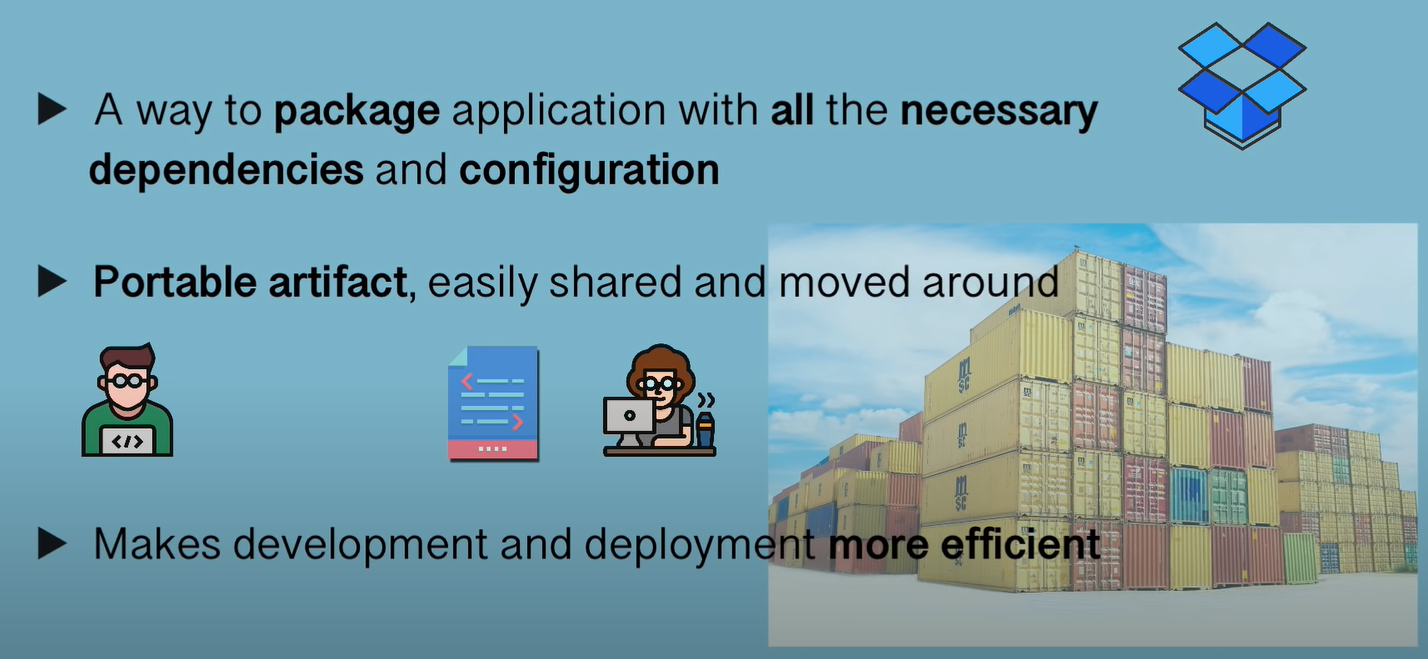 A way to package application with all the necessary
dependencies and configuration
Portable artifact, easily shared and moved around
</>
Makes development and deployment more efficient